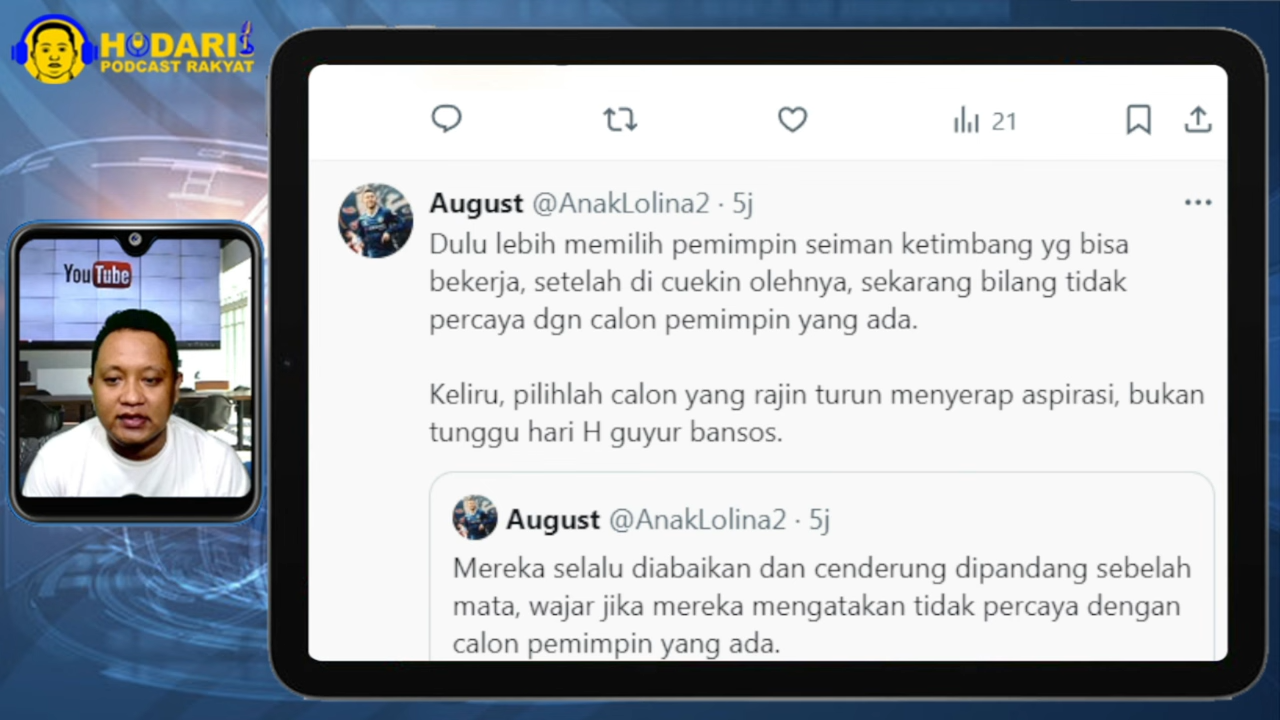 HODARI
PODCAST RAKYAT
YouTube
21
August @AnakLolina2 · 5j
Dulu lebih memilih pemimpin seiman ketimbang yg bisa
bekerja, setelah di cuekin olehnya, sekarang bilang tidak
percaya dgn calon pemimpin yang ada.
Keliru, pilihlah calon yang rajin turun menyerap aspirasi, bukan
tunggu hari H guyur bansos.
August @AnakLolina2 · 5j
Mereka selalu diabaikan dan cenderung dipandang sebelah
mata, wajar jika mereka mengatakan tidak percaya dengan
calon pemimpin yang ada.